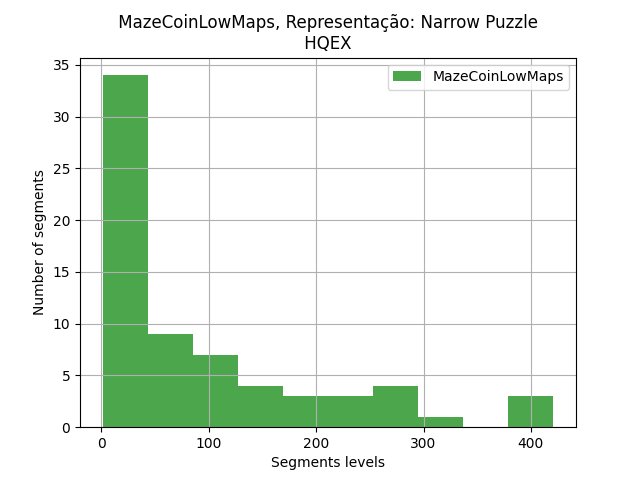 MazeCoinLowMaps, Representação: Narrow Puzzle
HQEX
MazeCoinLowMaps
35
30
25
20
15
10
5
0
Number of segments
0 100 200 300 400
Segments levels